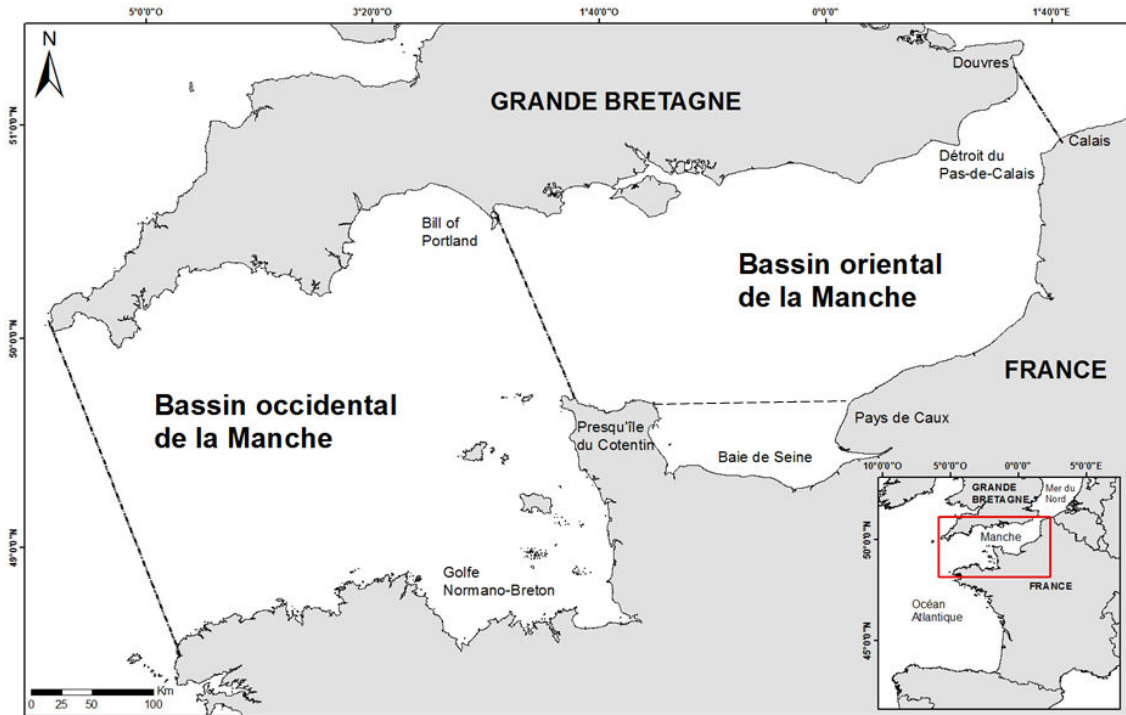 5°0'0"O
3°20'0"O
1°40'0"O
0°0'0"O
1°40'0"E
N
Douvres
GRANDE BRETAGNE
51°0'0"N
Calais
Détroit du
Pas-de-Calais
Bill of
Portland
Bassin oriental
de la Manche
50°0'0"N
FRANCE
Bassin occidental
de la Manche
Presqu'île
du Cotentin
Pays de Caux
Baie de Seine
49°0'0"N
Golfe
Normano-Breton
Km
0 25 50 100
10°0'0"O
5°0'0"O
0°0'0"O
5°0'0"E
GRANDE
BRETAGNE
Mer du
Nord
50°0'0"N
Manche
FRANCE
Océan
Atlantique
45°0'0"N